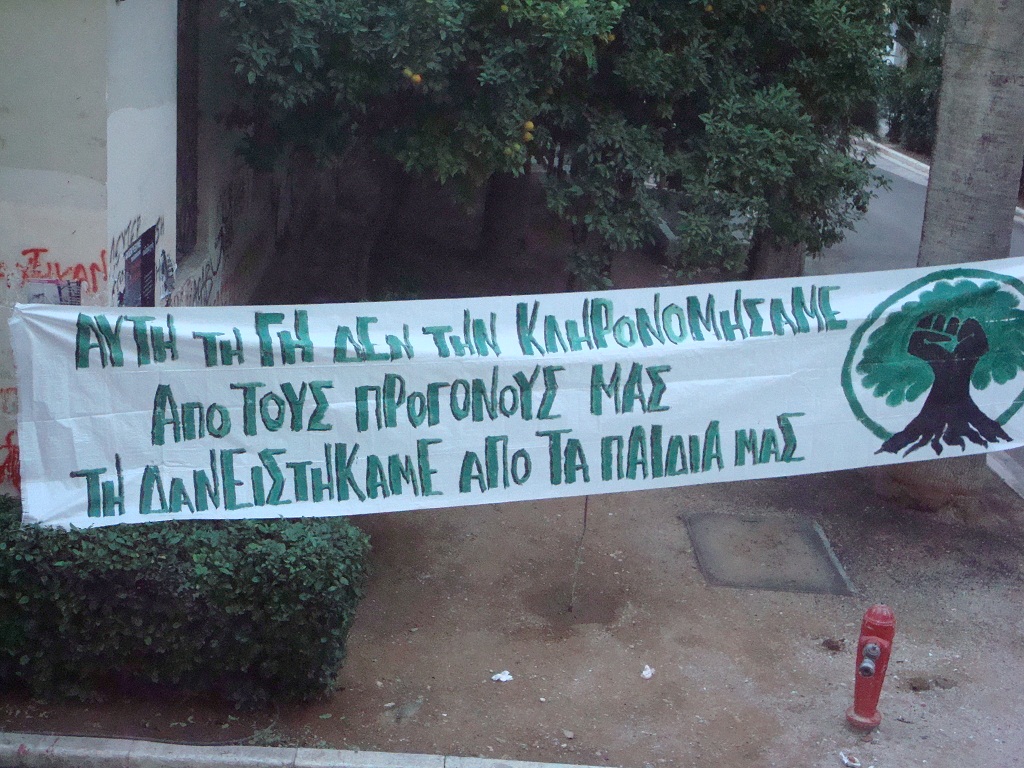 ΑΥΤΗ τη ΓΗ ΔΕΝ ΤΗΝ ΚΛΗΡΟΝΟΜΗΣΑΜΕ
Απο ΤΟΥΣ ΠΡΟΓΟΝΟΥΣ ΜΑΣ
ΤΗ ΔαΝΕΙΣΤΗΚΑΜΕ ΑΠΟ ΤΑ ΠΑΙΔΙΑ ΜΑΣ